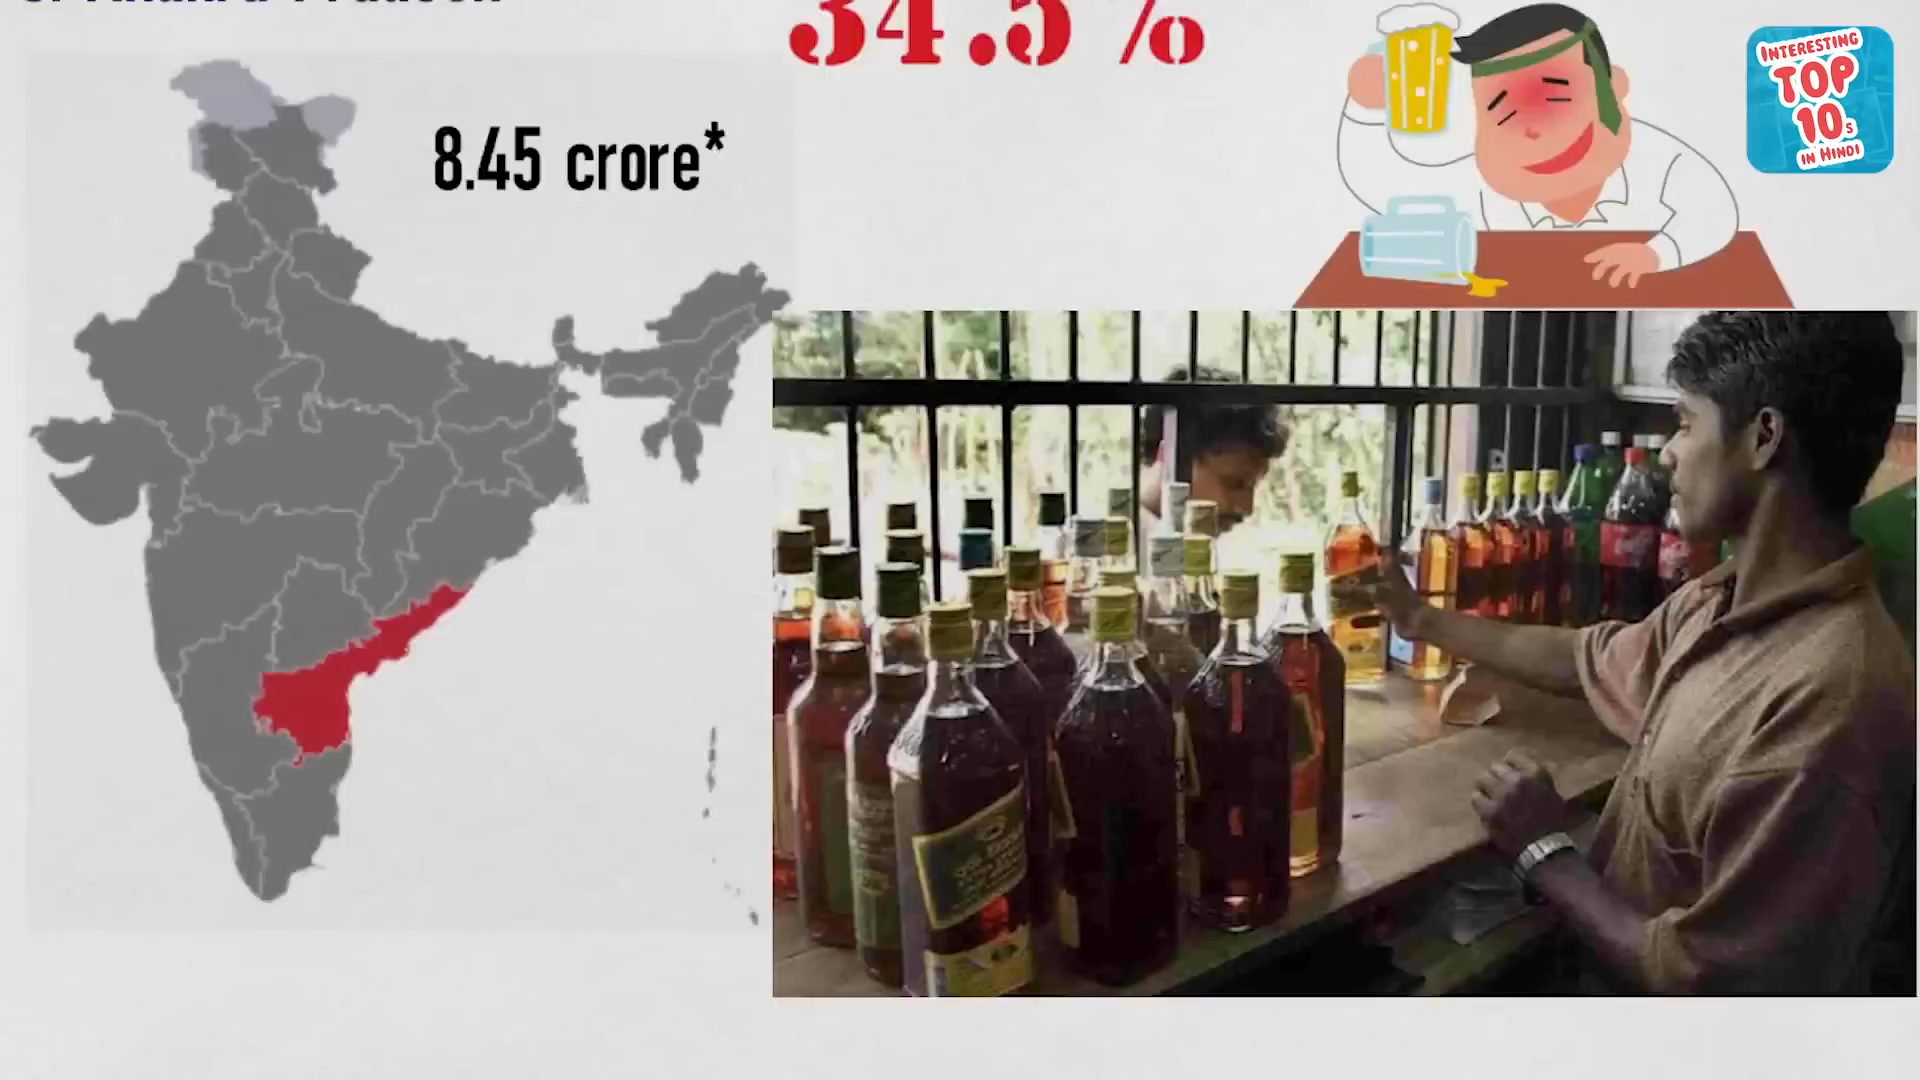 34.5 %
8.45 crore*
INTERESTING
TOP
10s
IN HINDI